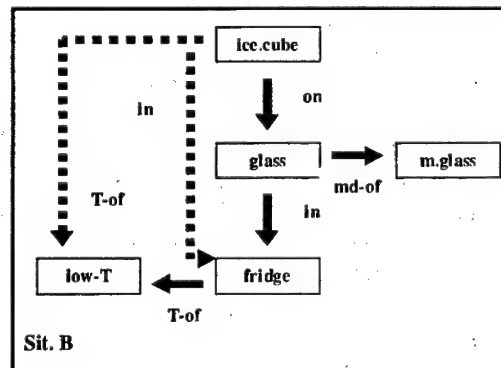 ice.cube
on
in
glass
m.glass
md-of
in
T-of
low-T
fridge
T-of
Sit. B